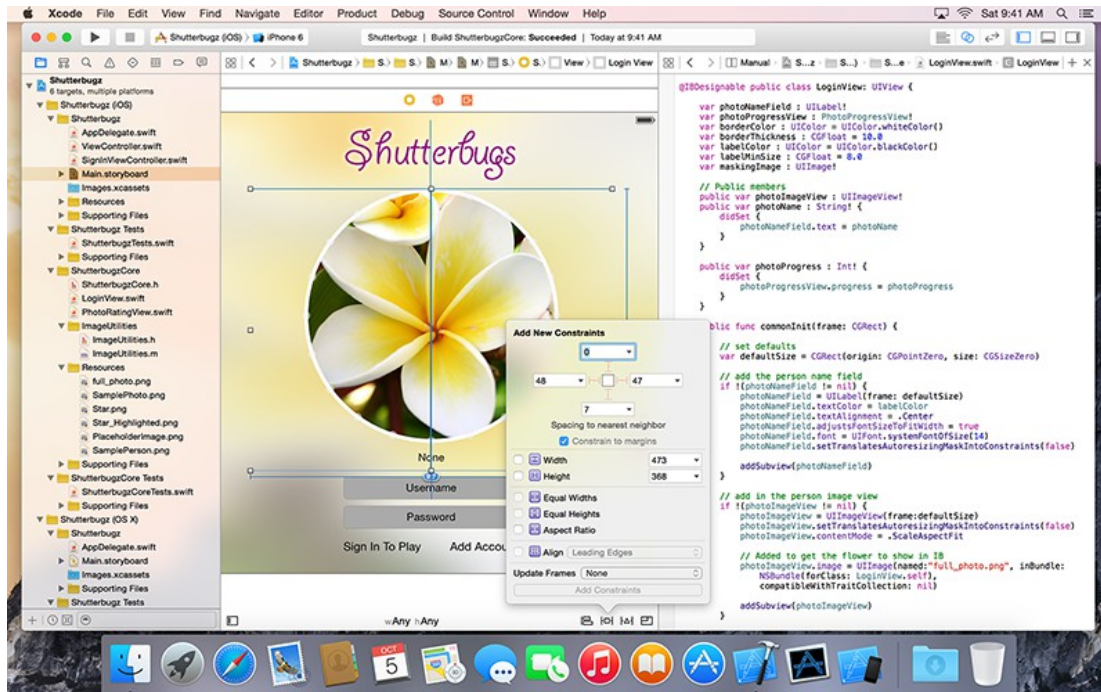 Xcode File Edit View Find Navigate Editor Product Debug Source Control Window Help Sat 9:41 AM
Shutterbugz (iOS) iPhone 6 Shutterbugz | Build ShutterbugzCore: Succeeded | Today at 9:41 AM
Shutterbugz S.) S.) M) M) S.) View Login View Manual S...z S...) S...e LoginView.swift LoginView
Shutterbugz
6 targets, multiple platforms
Shutterbugz (iOS)
Shutterbugz
AppDelegate.swift
ViewController.swift
SignInViewController.swift
Main.storyboard
Images.xcassets
Resources
Supporting Files
Shutterbugz Tests
ShutterbugzTests.swift
Supporting Files
ShutterbugzCore
ShutterbugzCore.h
LoginView.swift
PhotoRatingView.swift
ImageUtilities
ImageUtilities.h
ImageUtilities.m
Resources
full_photo.png
SamplePhoto.png
Star.png
Star_Highlighted.png
PlaceholderImage.png
SamplePerson.png
Supporting Files
ShutterbugzCore Tests
ShutterbugzCoreTests.swift
Supporting Files
Shutterbugz (OS X)
Shutterbugz
AppDelegate.swift
Main.storyboard
Images.xcassets
Supporting Files
Shutterbugz Tests
Shutterbugs
None
Username
Password
Sign In To Play Add Accou
wAny hAny
Add New Constraints
0
48 47
7
Spacing to nearest neighbor
Constrain to margins
Width 473
Height 368
Equal Widths
Equal Heights
Aspect Ratio
Align Leading Edges
Update Frames None
Add Constraints
@IBDesignable public class LoginView: UIView {
var photoNameField : UILabel!
var photoProgressView : PhotoProgressView!
var borderColor : UIColor = UIColor.whiteColor()
var borderThickness : CGFloat = 10.0
var labelColor : UIColor = UIColor.blackColor()
var labelMinSize : CGFloat = 8.0
var maskingImage : UIImage!
// Public members
public var photoImageView : UIImageView!
public var photoName : String! {
didSet {
photoNameField.text = photoName
}
}
public var photoProgress : Int! {
didSet {
photoProgressView.progress = photoProgress
}
}
blic func commonInit(frame: CGRect) {
// set defaults
var defaultSize = CGRect(origin: CGPointZero, size: CGSizeZero)
// add the person name field
if !(photoNameField != nil) {
photoNameField = UILabel(frame: defaultSize)
photoNameField.textColor = labelColor
photoNameField.textAlignment = .Center
photoNameField.adjustsFontSizeToFitWidth = true
photoNameField.font = UIFont.systemFontOfSize(14)
photoNameField.setTranslatesAutoresizingMaskIntoConstraints(false)
addSubview(photoNameField)
}
// add in the person image view
if !(photoImageView != nil) {
photoImageView = UIImageView(frame:defaultSize)
photoImageView.setTranslatesAutoresizingMaskIntoConstraints(false)
photoImageView.contentMode = .ScaleAspectFit
// Added to get the flower to show in IB
photoImageView.image = UIImage(named:"full_photo.png", inBundle:
NSBundle(forClass: LoginView.self),
compatibleWithTraitCollection: nil)
addSubview(photoImageView)
}
OCT
5